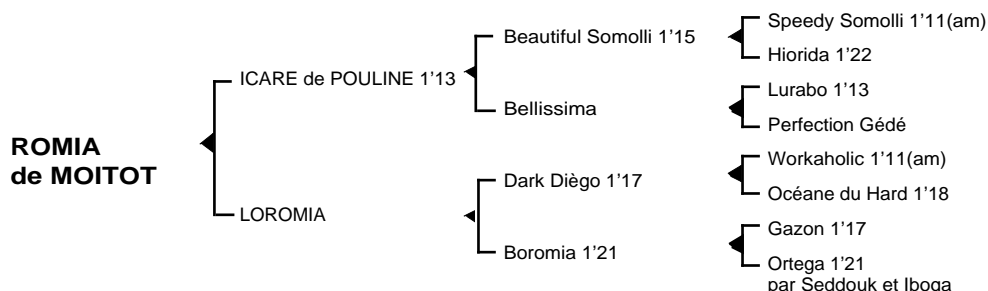 ROMIA
de MOITOT
ICARE de POULINE 1’13
LOROMIA
Beautiful Somolli 1’15
Bellissima
Dark Diègo 1’17
Boromia 1’21
Speedy Somolli 1’11(am)
Hiorida 1’22
Lurabo 1’13
Perfection Gédé
Workaholic 1’11(am)
Océane du Hard 1’18
Gazon 1’17
Ortega 1’21
par Seddouk et Iboga